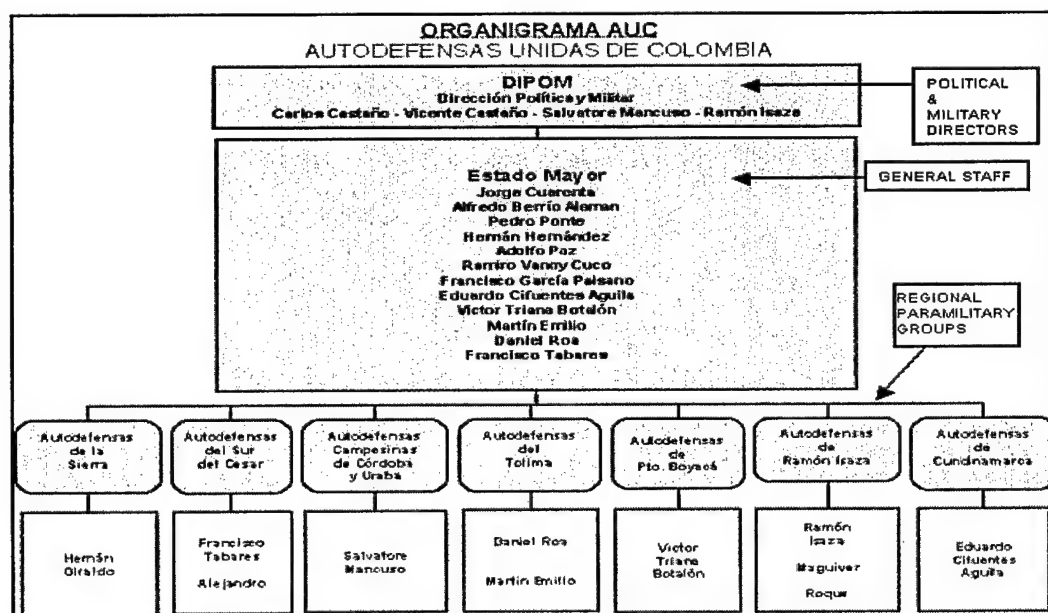 ORGANIGRAMA AUC
AUTODEFENSAS UNIDAS DE COLOMBIA
DIPOM
Dirección Política y Militar
Carlos Castaño - Vicente Castaño - Salvatore Mancuso - Ramón Isaza
POLITICAL
&
MILITARY
DIRECTORS
Estado Mayor
Jorge Cuarenta
Alfredo Berrío Aleman
Pedro Ponte
Hernán Hernández
Adolfo Paz
Ramiro Vanoy Cuco
Francisco García Paisano
Eduardo Cifuentes Aguila
Victor Triana Botalón
Martín Emilio
Daniel Roa
Francisco Tabares
GENERAL STAFF
REGIONAL
PARAMILITARY
GROUPS
Autodefensas
de la
Sierra
Autodefensas
del Sur
del Cesar
Autodefensas
Campesinas
de Córdoba
y Uraba
Autodefensas
del
Tolima
Autodefensas
de
Pto. Boyacá
Autodefensas
de
Ramón Isaza
Autodefensas
de
Cundinamarca
Hernán
Giraldo
Francisco
Tabares
Alejandro
Salvatore
Mancuso
Daniel Roa
Martín Emilio
Victor
Triana
Botalón
Ramón
Isaza
Maguiver
Roque
Eduardo
Cifuentes
Aguila